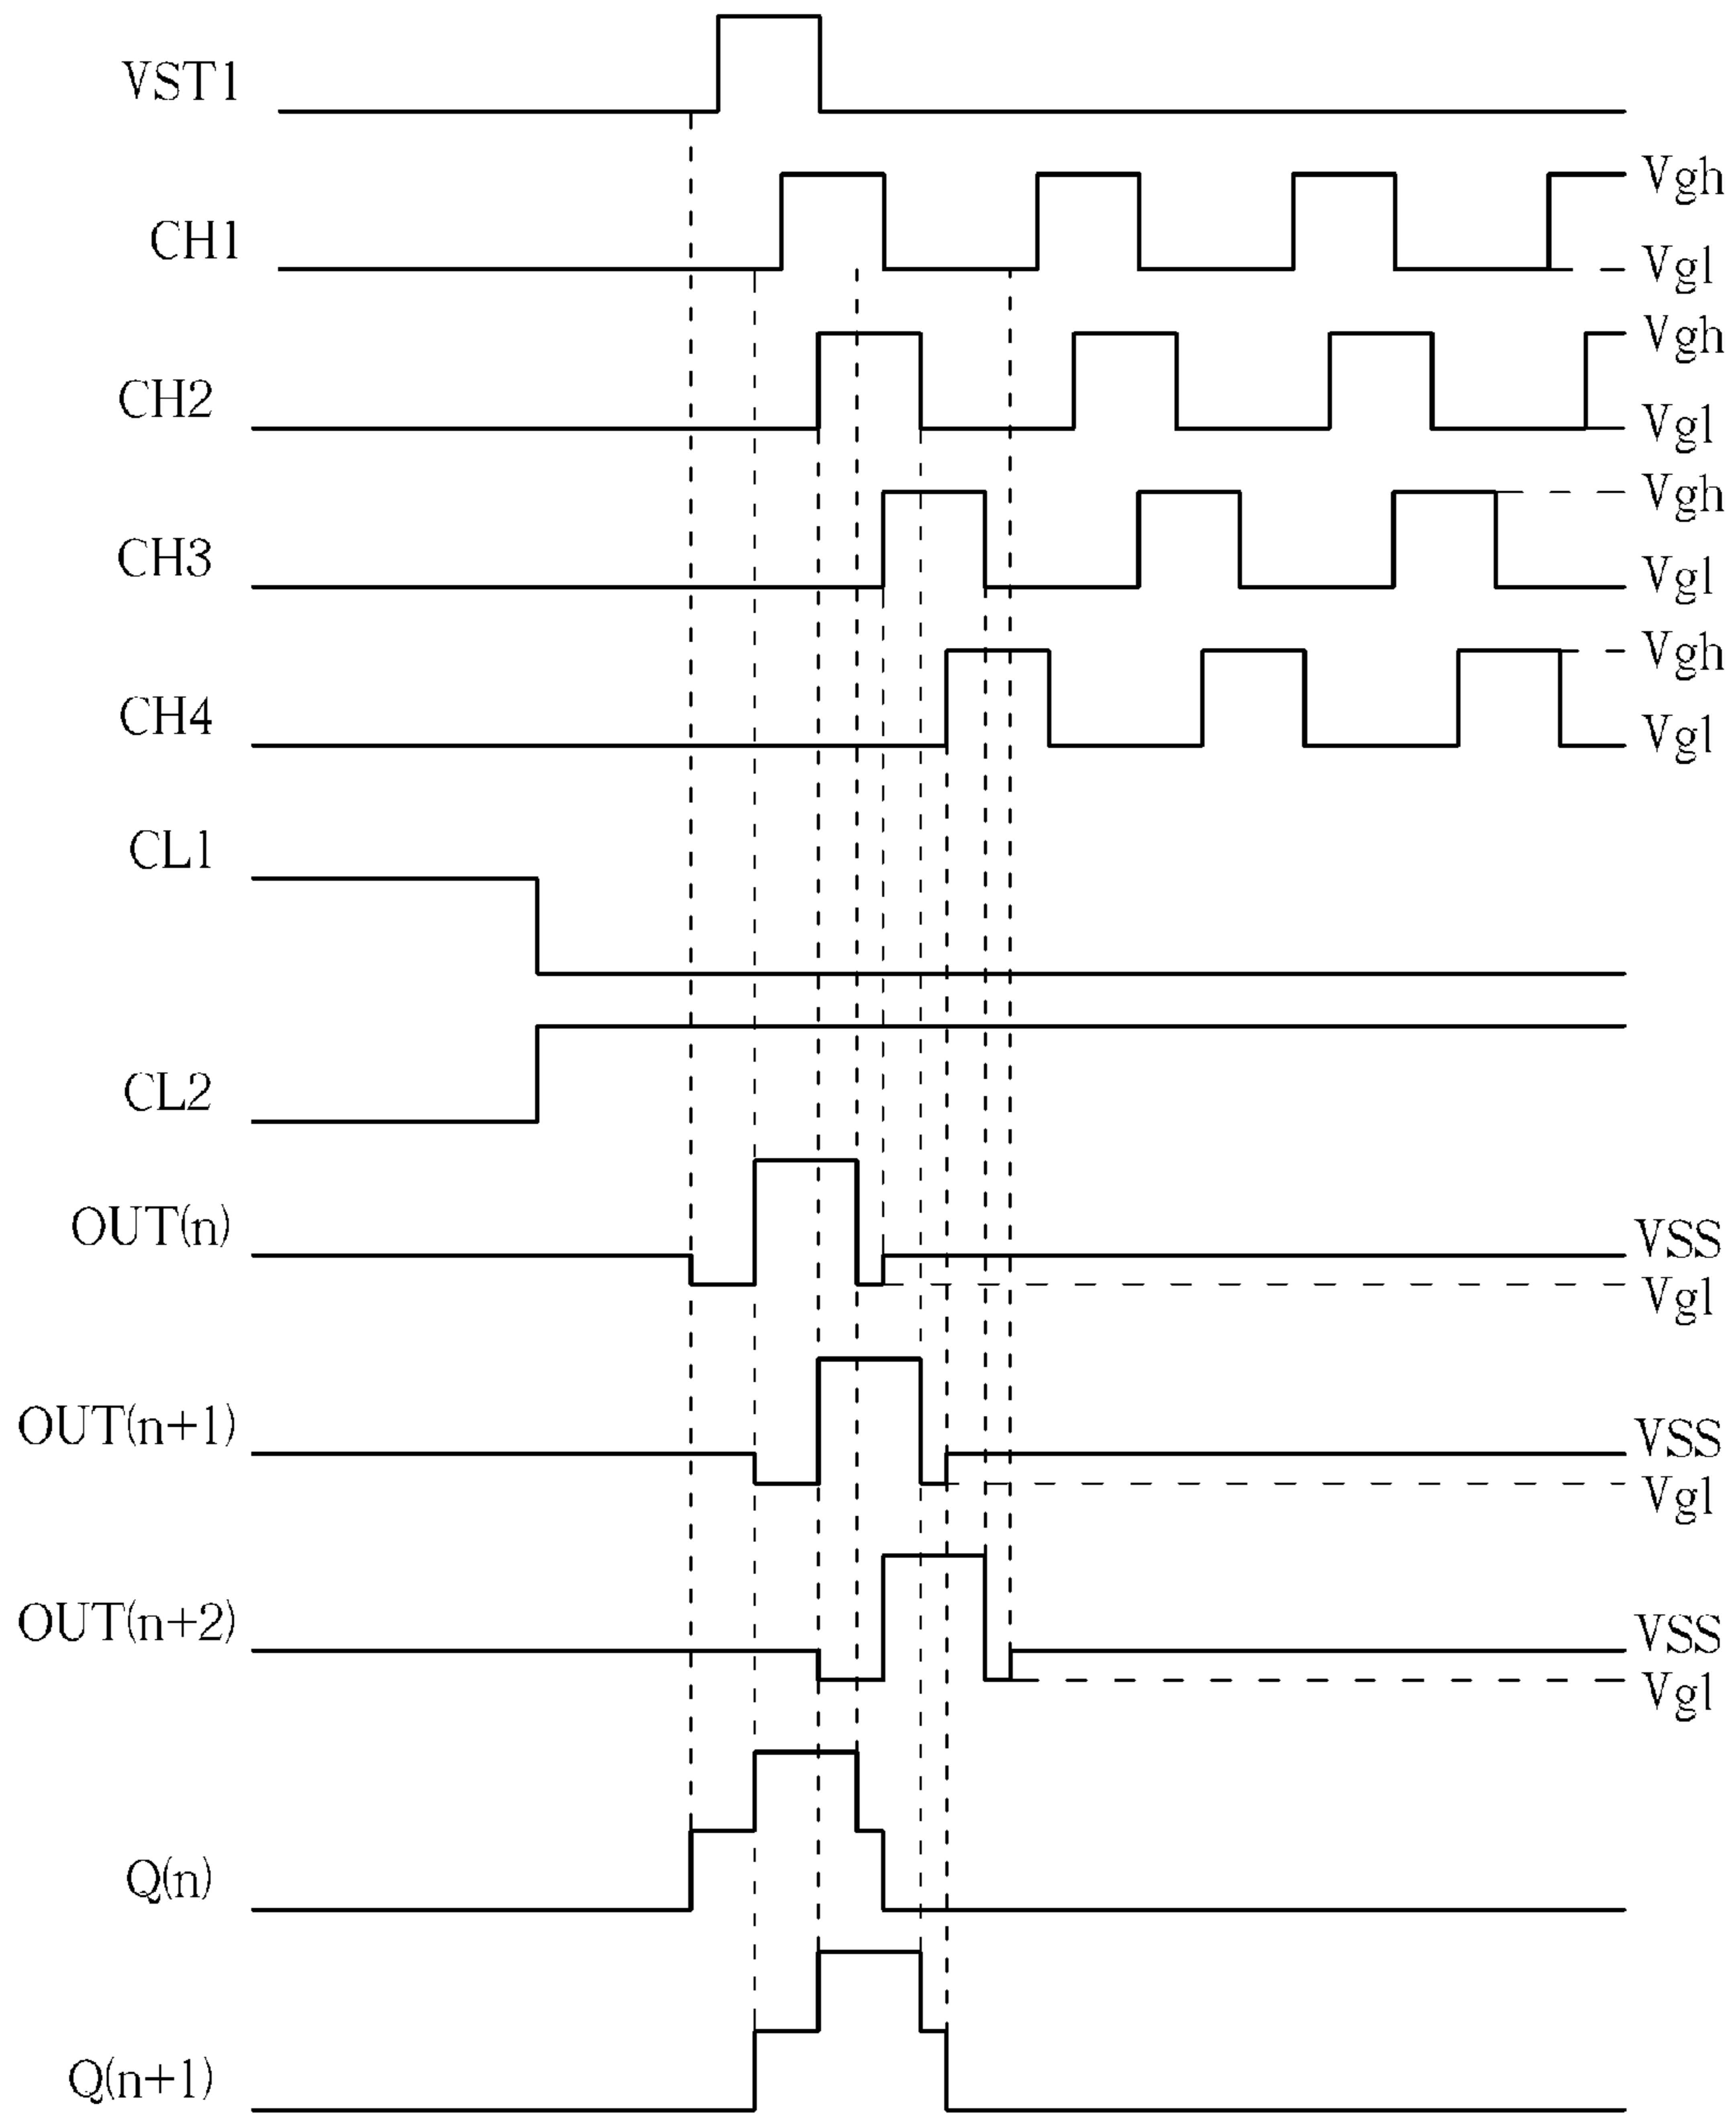 VST1
Vgh
CH1
Vgl
Vgh
CH2
Vgl
Vgh
CH3
Vgl
Vgh
CH4
Vgl
CL1
CL2
OUT(n)
VSS
Vgl
OUT(n+1)
VSS
Vgl
OUT(n+2)
VSS
Vgl
Q(n)
Q(n+1)